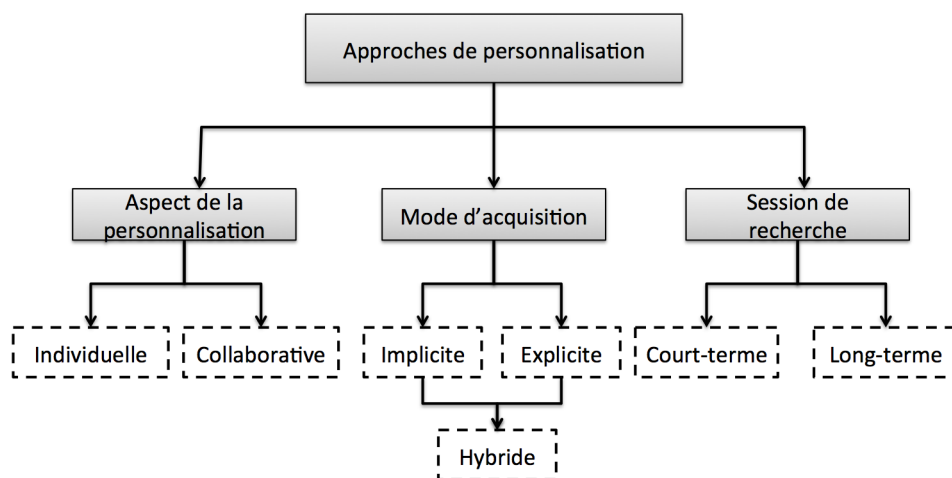 Approches de personnalisation
Aspect de la
personnalisation
Mode d'acquisition
Session de
recherche
Individuelle
Collaborative
Implicite
Explicite
Court-terme
Long-terme
Hybride